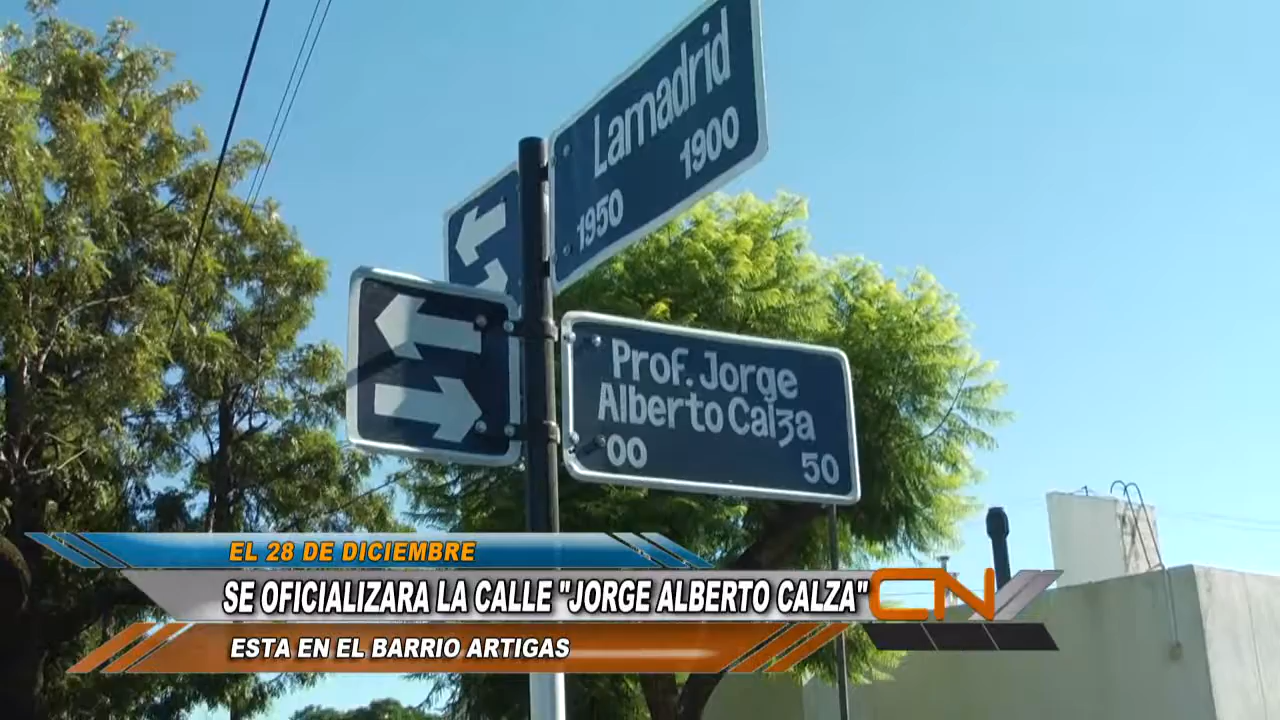 Lamadrid
1950 1900
Prof. Jorge
Alberto Calza
00 50
EL 28 DE DICIEMBRE
SE OFICIALIZARA LA CALLE "JORGE ALBERTO CALZA"
CN
ESTA EN EL BARRIO ARTIGAS